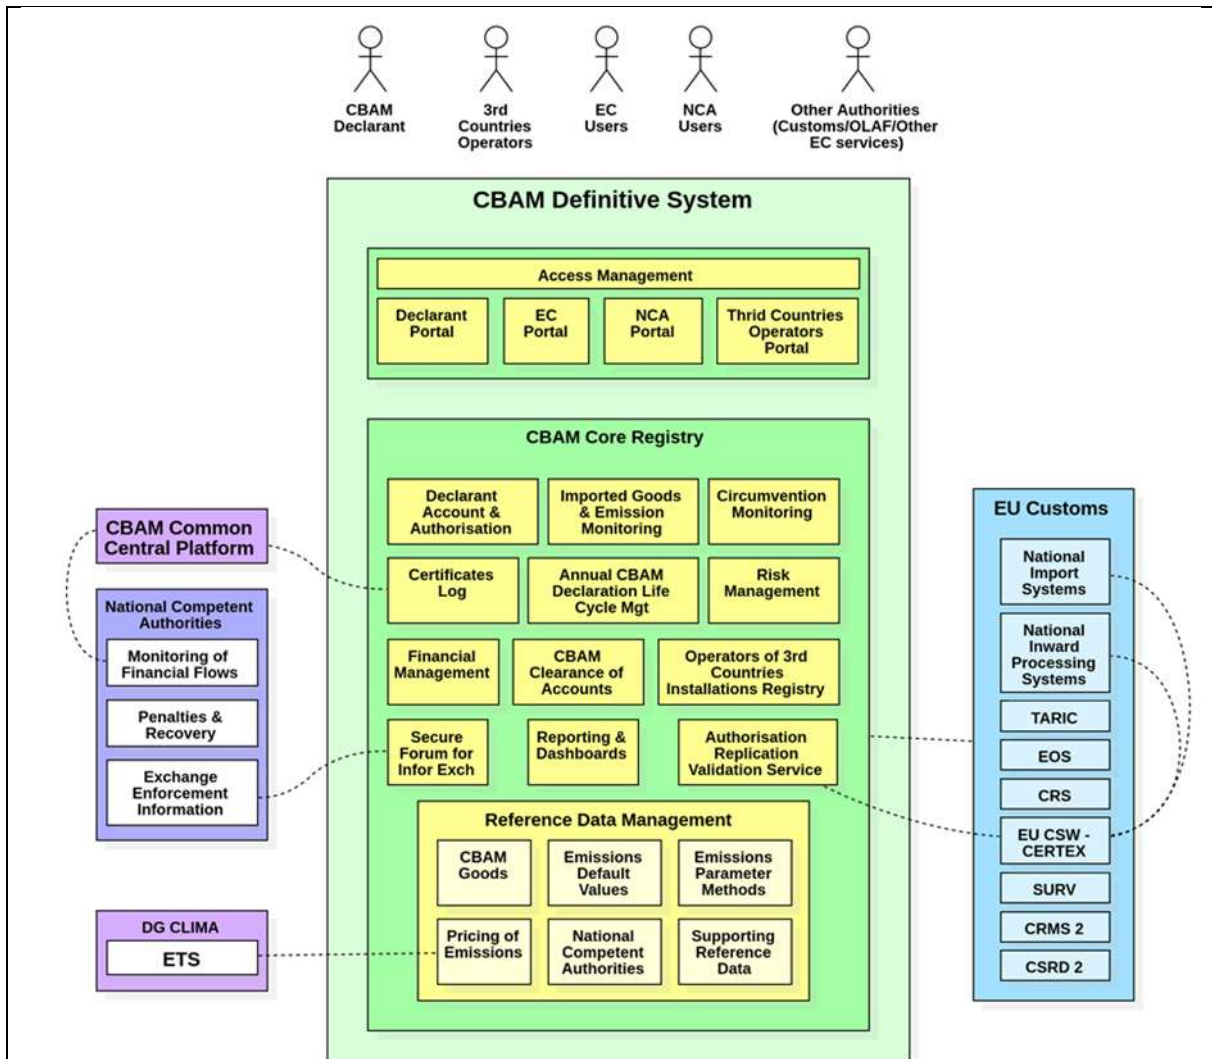 CBAM
Declarant
3rd
Countries
Operators
EC
Users
NCA
Users
Other Authorities
(Customs/OLAF/Other
EC services)
CBAM Definitive System
Access Management
Declarant
Portal
EC
Portal
NCA
Portal
Thrid Countries
Operators
Portal
CBAM Core Registry
Declarant
Account &
Authorisation
Imported Goods
& Emission
Monitoring
Circumvention
Monitoring
Certificates
Log
Annual CBAM
Declaration Life
Cycle Mgt
Risk
Management
Financial
Management
CBAM
Clearance of
Accounts
Operators of 3rd
Countries
Installations Registry
Secure
Forum for
Infor Exch
Reporting &
Dashboards
Authorisation
Replication
Validation Service
Reference Data Management
CBAM
Goods
Emissions
Default
Values
Emissions
Parameter
Methods
Pricing of
Emissions
National
Competent
Authorities
Supporting
Reference
Data
CBAM Common
Central Platform
National Competent
Authorities
Monitoring of
Financial Flows
Penalties &
Recovery
Exchange
Enforcement
Information
DG CLIMA
ETS
EU Customs
National
Import
Systems
National
Inward
Processing
Systems
TARIC
EOS
CRS
EU CSW -
CERTEX
SURV
CRMS 2
CSRD 2